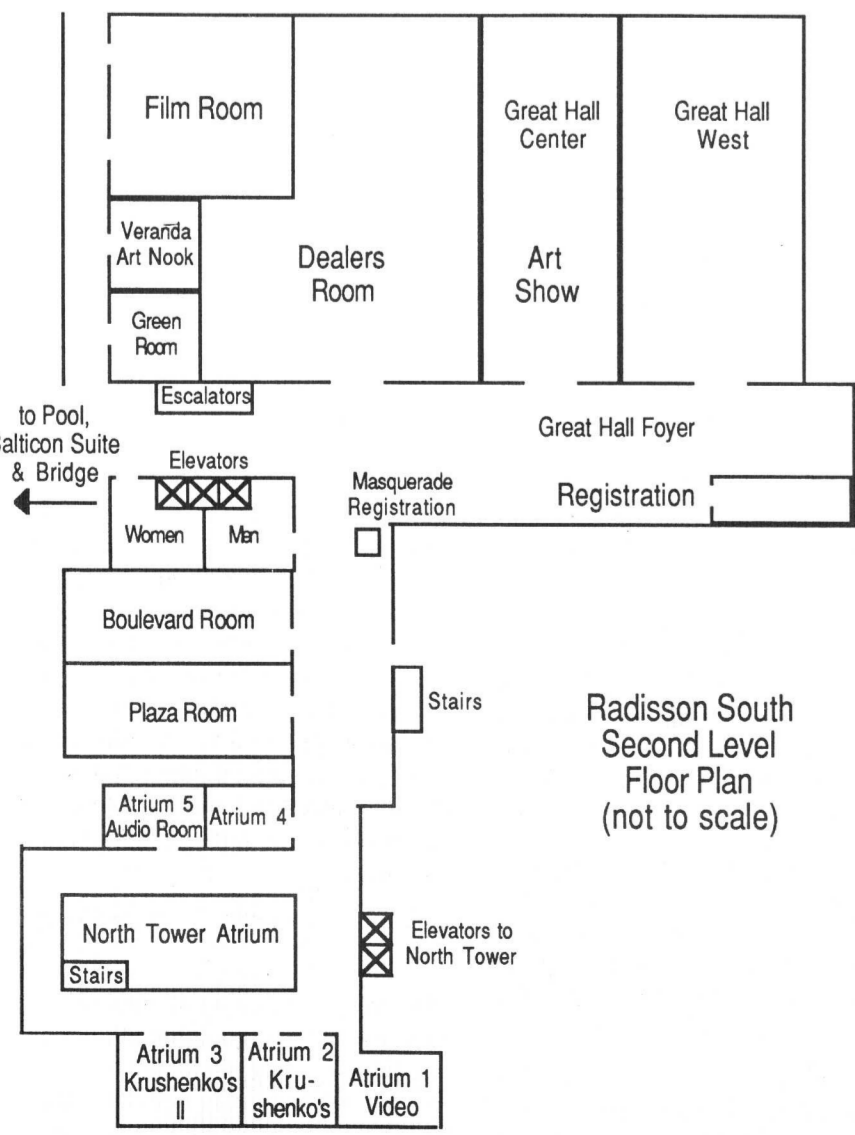 Film Room
Great Hall
Center
Great Hall
West
Veranda
Art Nook
Dealers
Room
Art
Show
Green
Room
Escalators
to Pool,
Balticon Suite
& Bridge
Great Hall Foyer
Elevators
Masquerade
Registration
Registration
Women
Men
Boulevard Room
Plaza Room
Stairs
Radisson South
Second Level
Floor Plan
(not to scale)
Atrium 5
Audio Room
Atrium 4
North Tower Atrium
Stairs
Elevators to
North Tower
Atrium 3
Krushenko's
II
Atrium 2
Kru-
shenko's
Atrium 1
Video